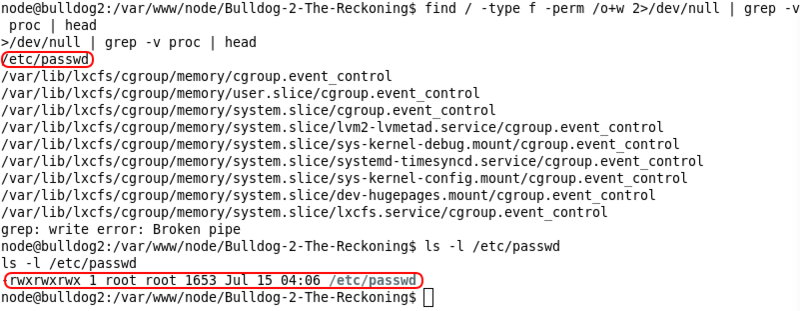 node@bulldog2:/var/www/node/Bulldog-2-The-Reckoning$ find / -type f -perm /o+w 2>/dev/null | grep -v
 proc | head
>/dev/null | grep -v proc | head
/etc/passwd
/var/lib/lxcfs/cgroup/memory/cgroup.event_control
/var/lib/lxcfs/cgroup/memory/user.slice/cgroup.event_control
/var/lib/lxcfs/cgroup/memory/system.slice/cgroup.event_control
/var/lib/lxcfs/cgroup/memory/system.slice/lvm2-lvmetad.service/cgroup.event_control
/var/lib/lxcfs/cgroup/memory/system.slice/sys-kernel-debug.mount/cgroup.event_control
/var/lib/lxcfs/cgroup/memory/system.slice/systemd-timesyncd.service/cgroup.event_control
/var/lib/lxcfs/cgroup/memory/system.slice/sys-kernel-config.mount/cgroup.event_control
/var/lib/lxcfs/cgroup/memory/system.slice/dev-hugepages.mount/cgroup.event_control
/var/lib/lxcfs/cgroup/memory/system.slice/lxcfs.service/cgroup.event_control
grep: write error: Broken pipe
node@bulldog2:/var/www/node/Bulldog-2-The-Reckoning$ ls -l /etc/passwd
ls -l /etc/passwd
-rwxrwxrwx 1 root root 1653 Jul 15 04:06 /etc/passwd
node@bulldog2:/var/www/node/Bulldog-2-The-Reckoning$